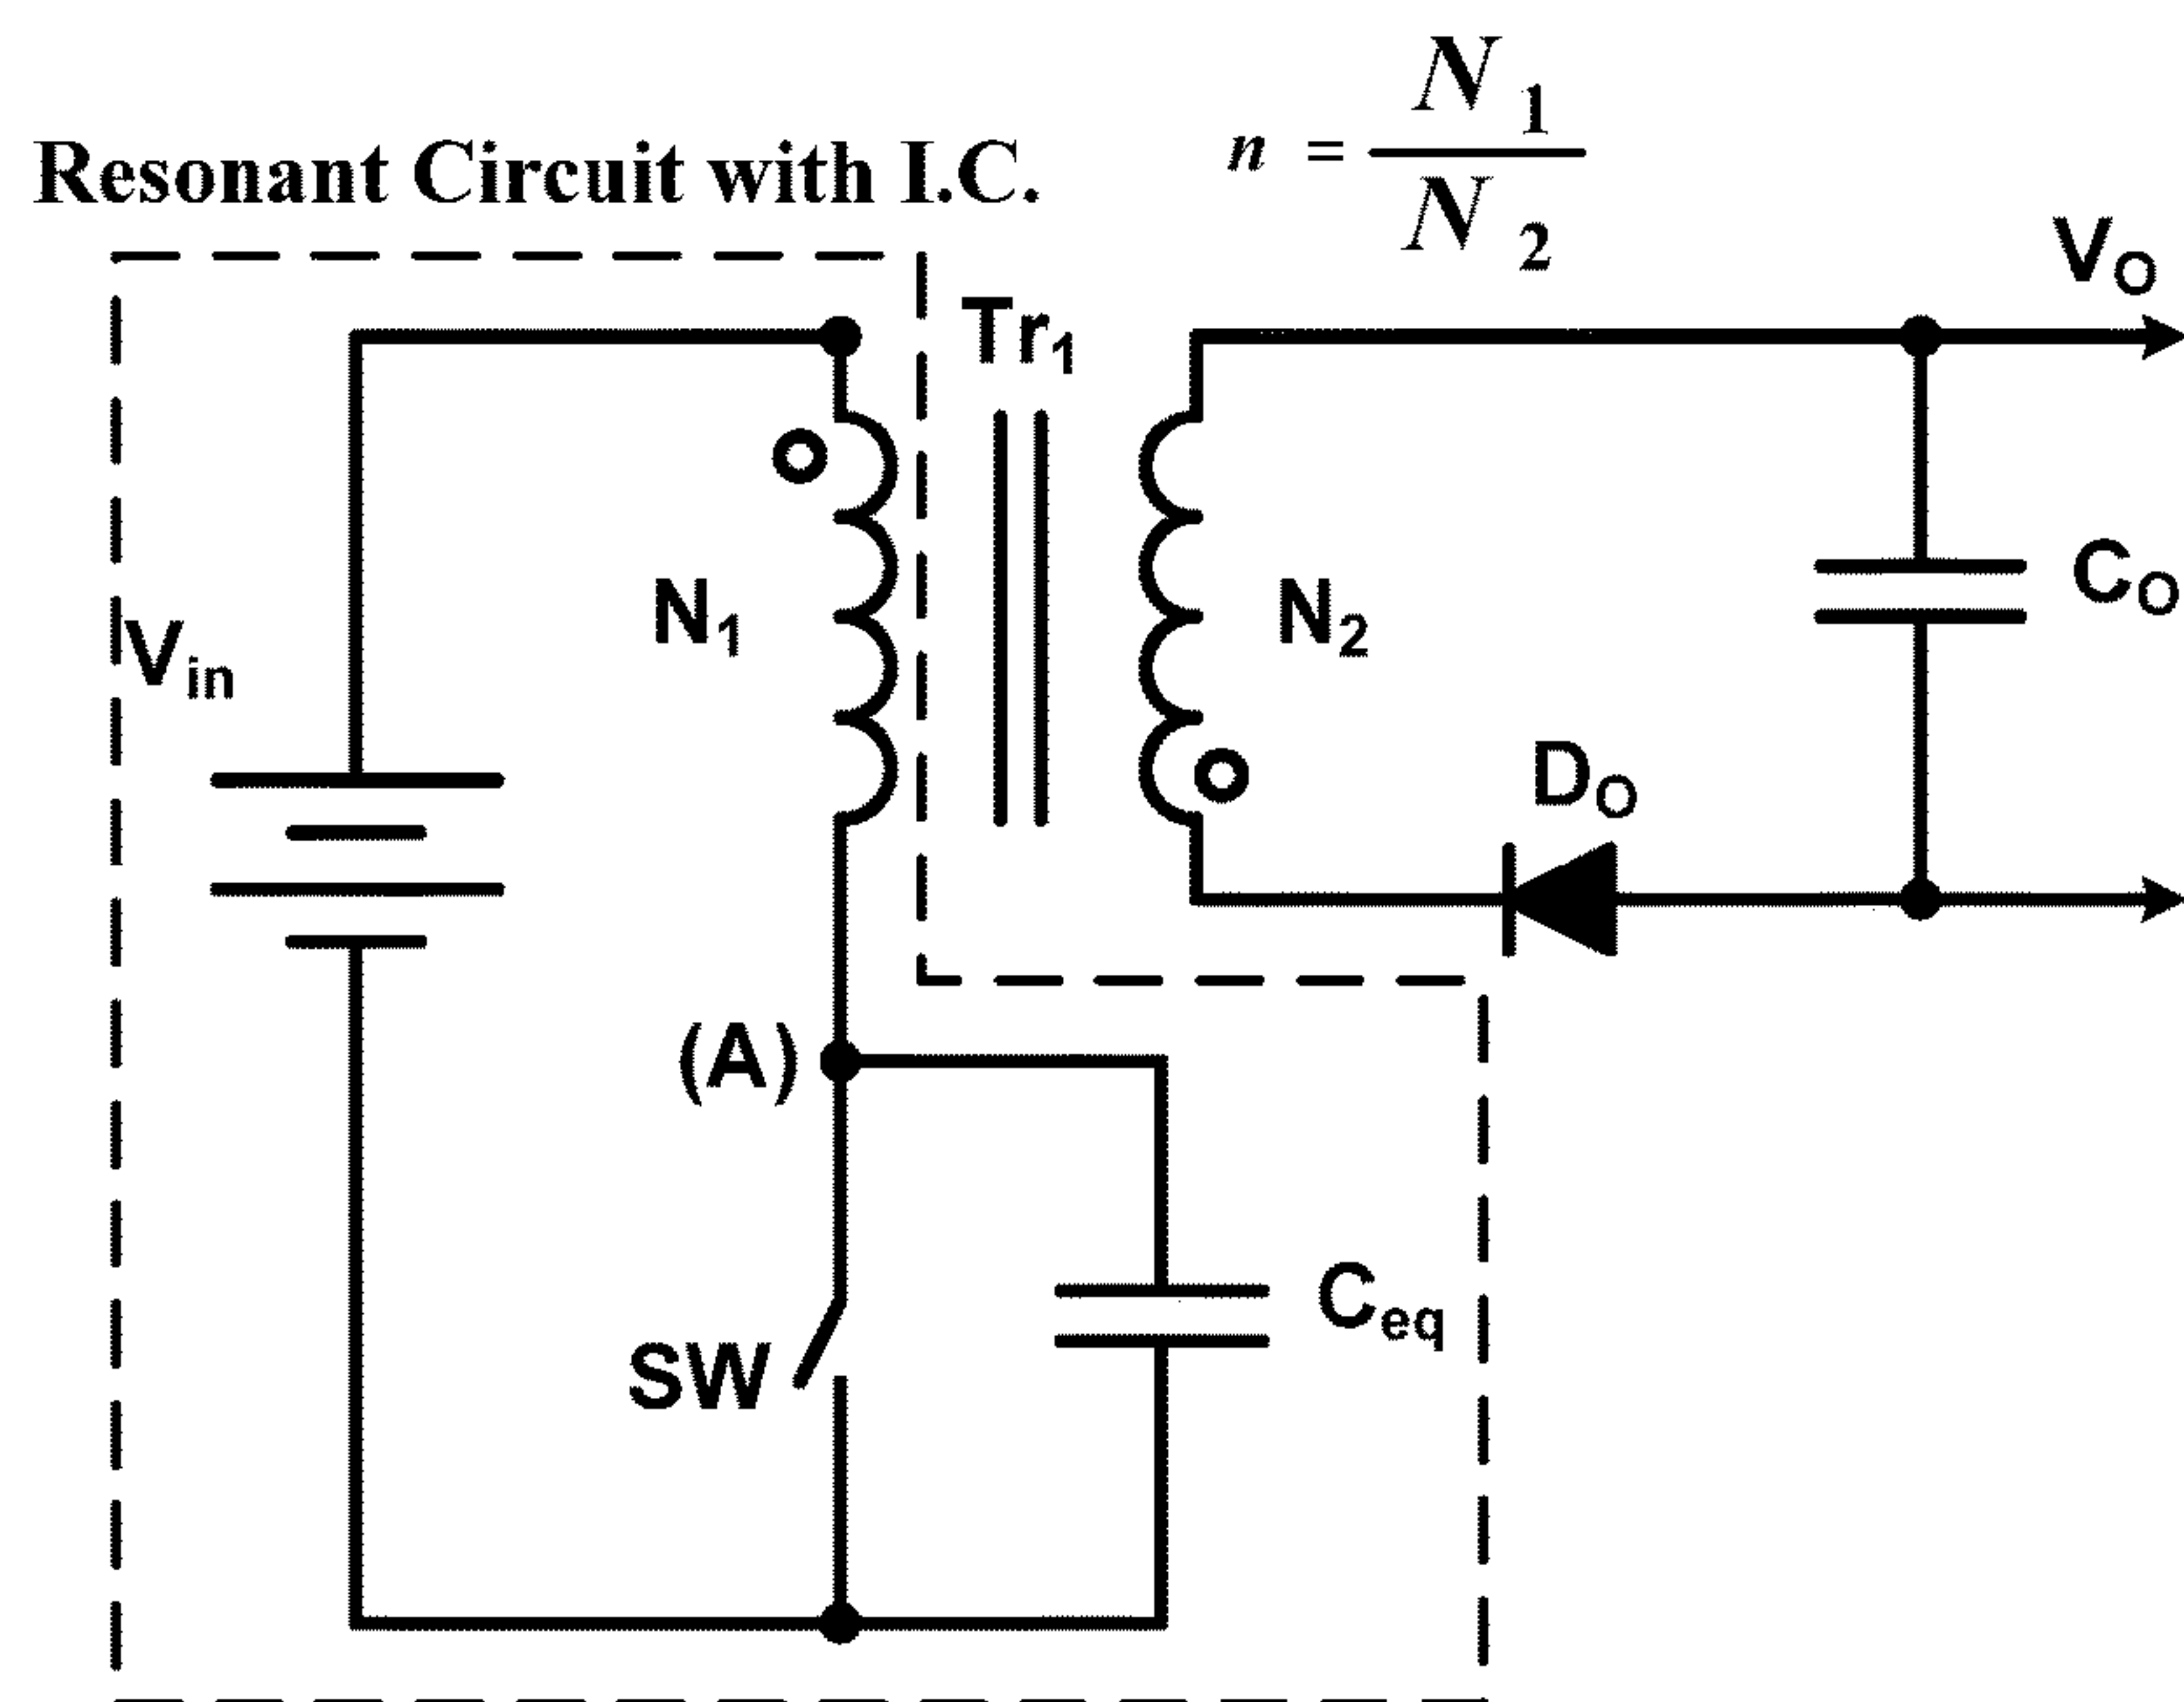 Resonant Circuit with I.C.
n = N1/N2
VO
Tr1
CO
N1
N2
Vin
DO
(A)
Ceq
SW